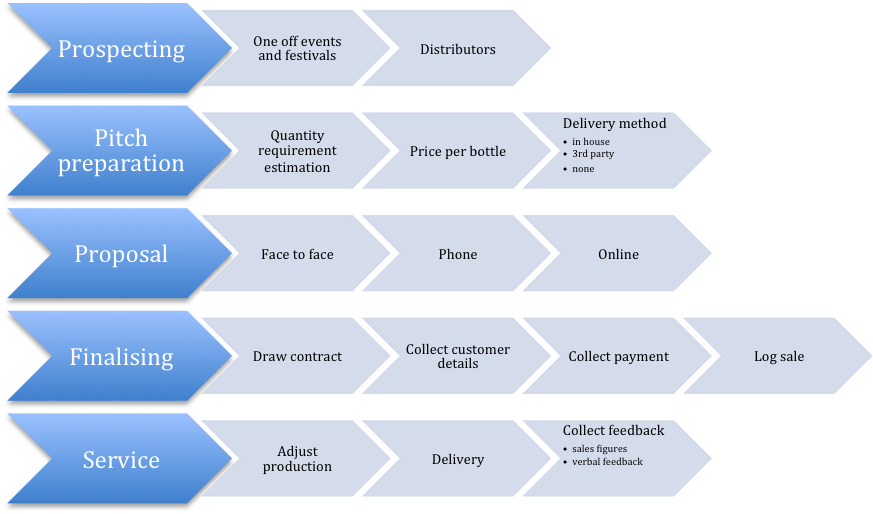 Prospecting
One off events
and festivals
Distributors
Pitch
preparation
Quantity
requirement
estimation
Price per bottle
Delivery method
• in house
• 3rd party
• none
Proposal
Face to face
Phone
Online
Finalising
Draw contract
Collect customer
details
Collect payment
Log sale
Service
Adjust
production
Delivery
Collect feedback
• sales figures
• verbal feedback